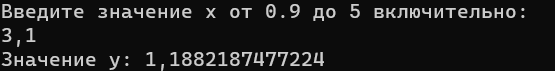 Введите значение x от 0.9 до 5 включительно:
3,1
Значение y: 1,1882187477224